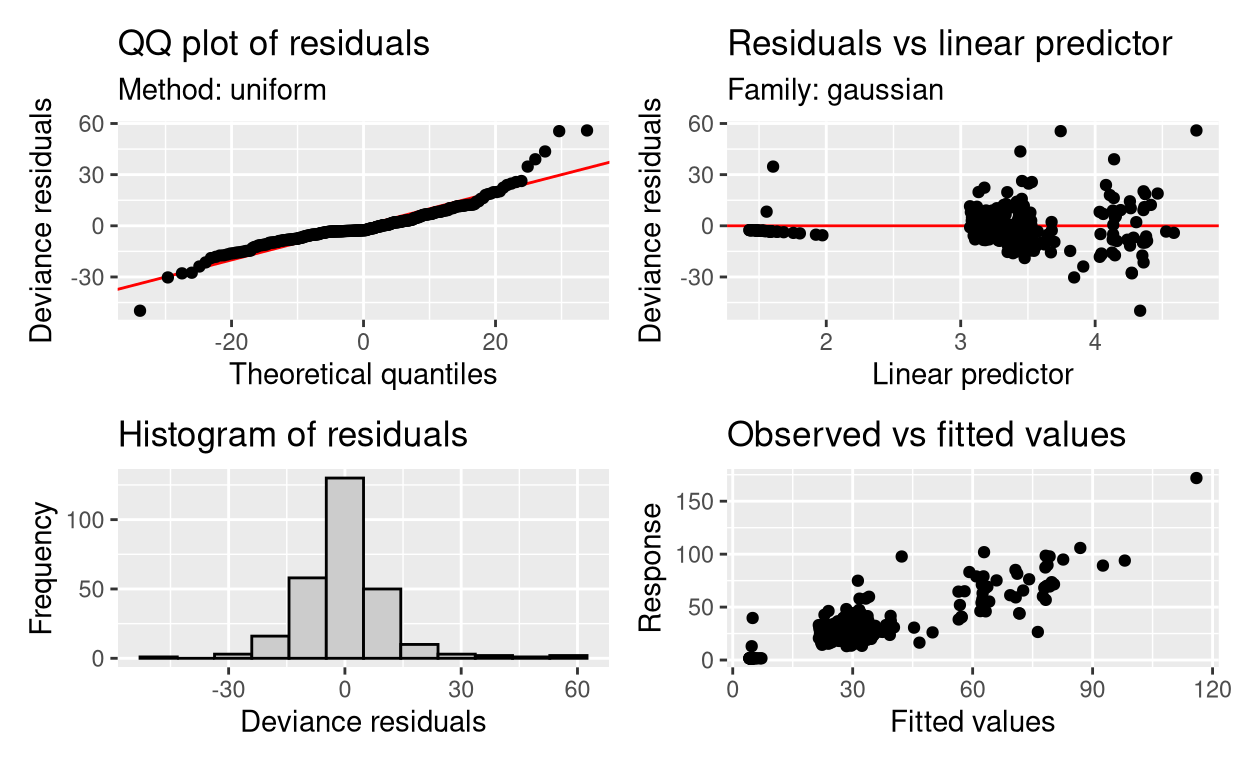 QQ plot of residuals
Method: uniform
Deviance residuals
60
30
0
-30
-20
0
20
Theoretical quantiles
Residuals vs linear predictor
Family: gaussian
Deviance residuals
60
30
0
-30
2
3
4
Linear predictor
Histogram of residuals
Frequency
100
50
0
-30
0
30
60
Deviance residuals
Observed vs fitted values
Response
150
100
50
0
0
30
60
90
120
Fitted values